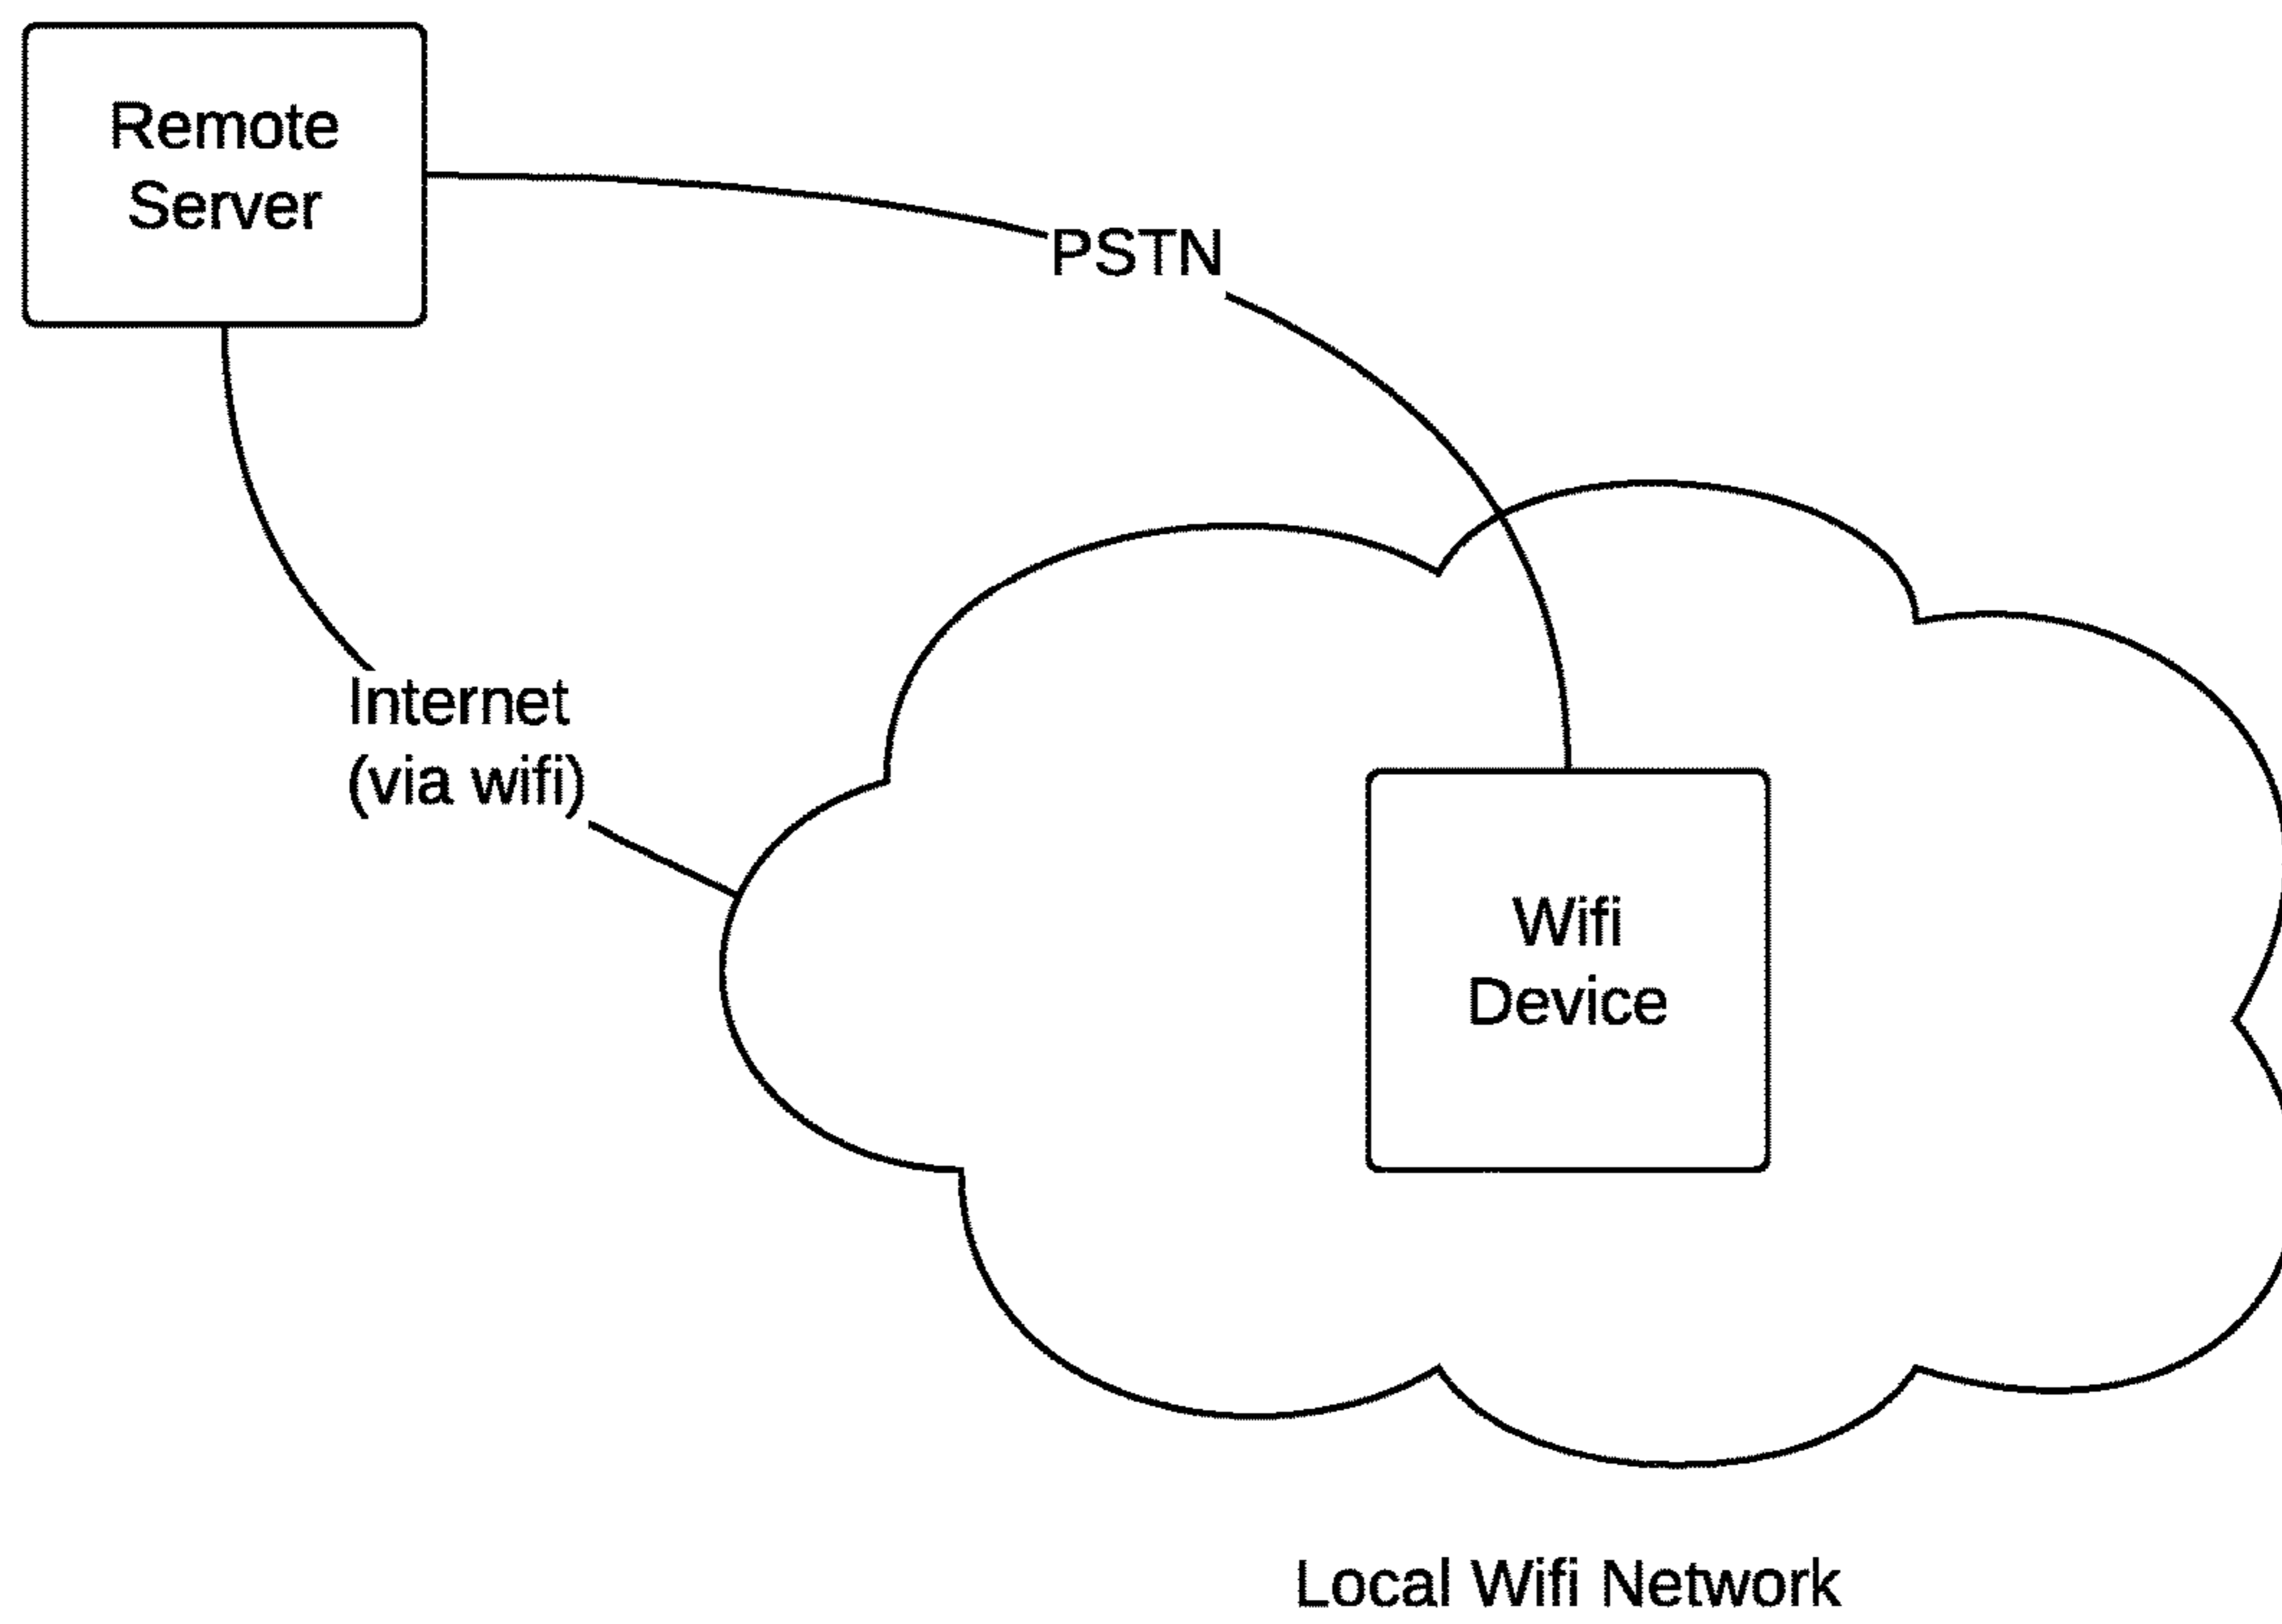 Remote
Server
PSTN
Internet
(via wifi)
Wifi
Device
Local Wifi Network